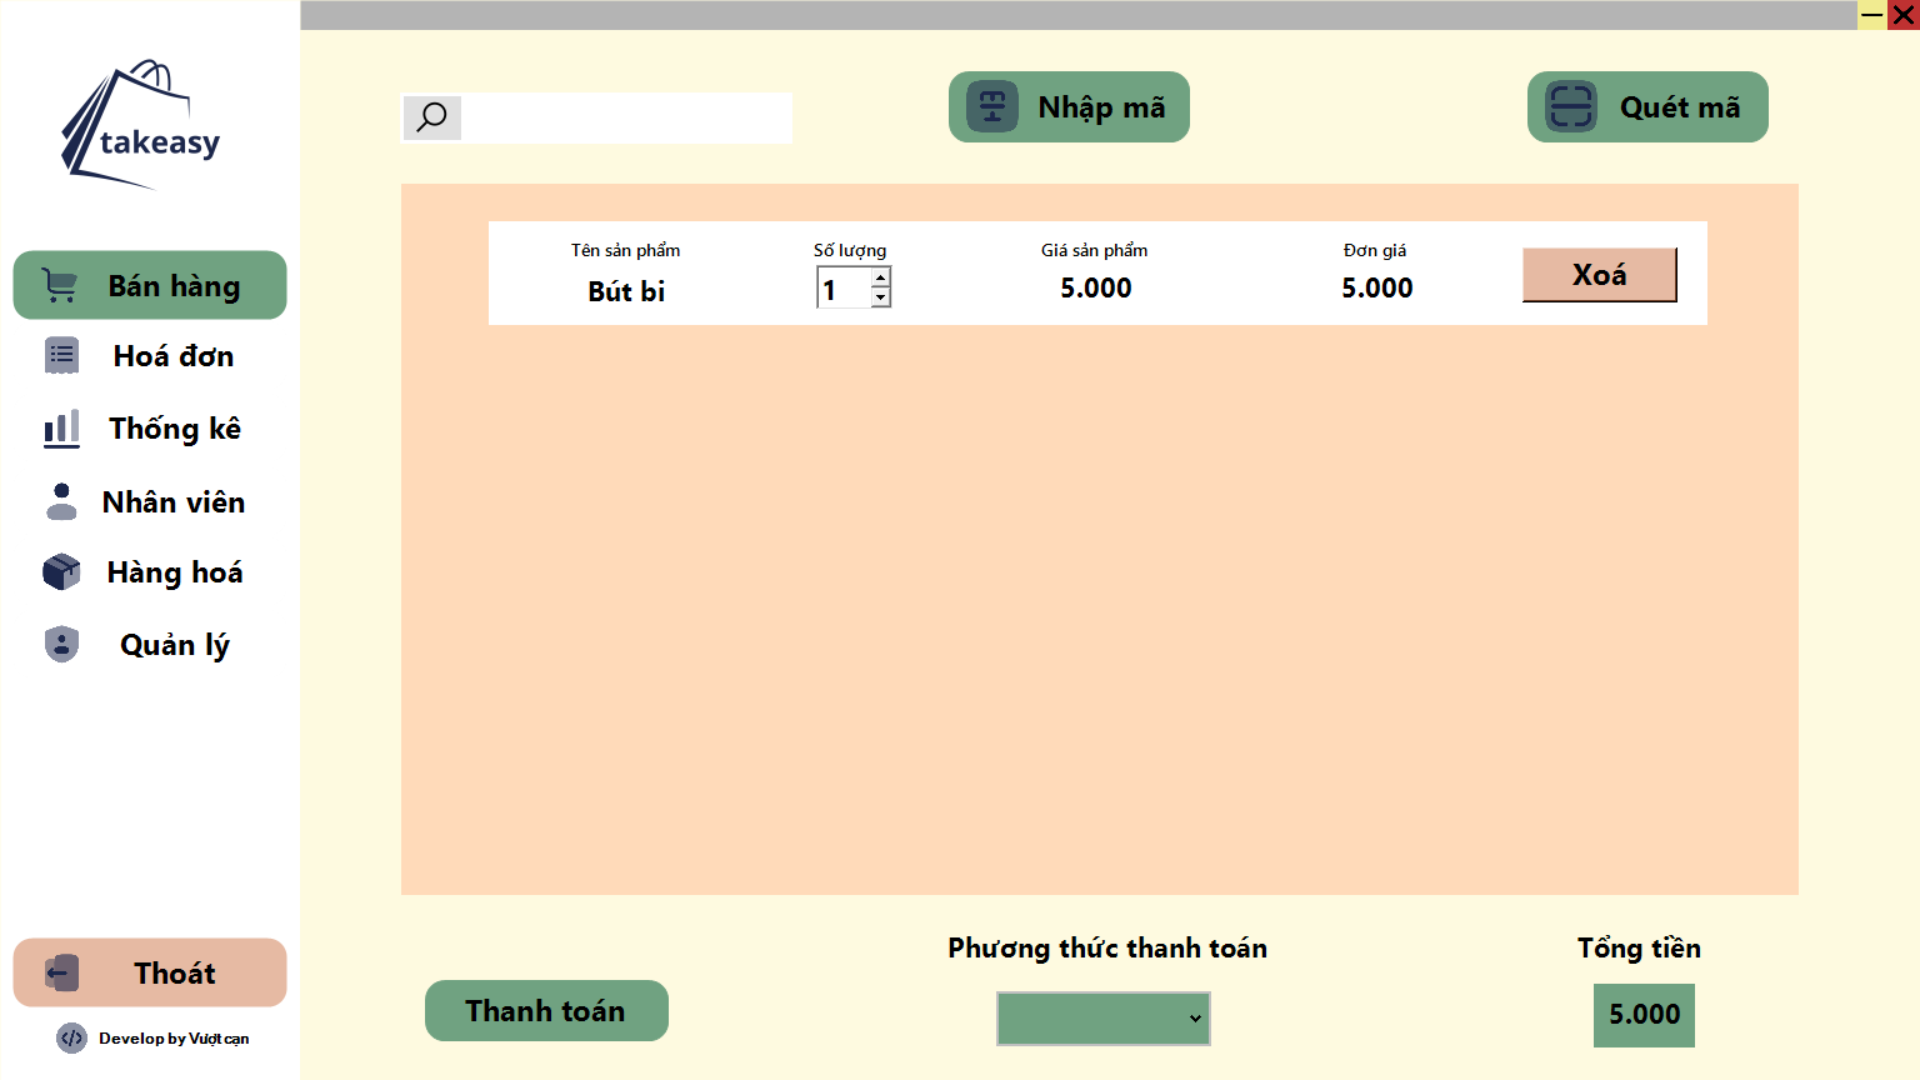 takeasy
Bán hàng
Hoá đơn
Thống kê
Nhân viên
Hàng hoá
Quản lý
Thoát
Develop by Vượt cạn
Nhập mã
Quét mã
Tên sản phẩm Số lượng Giá sản phẩm Đơn giá
Bút bi 1 5.000 5.000 Xoá
Phương thức thanh toán Tổng tiền
Thanh toán 5.000